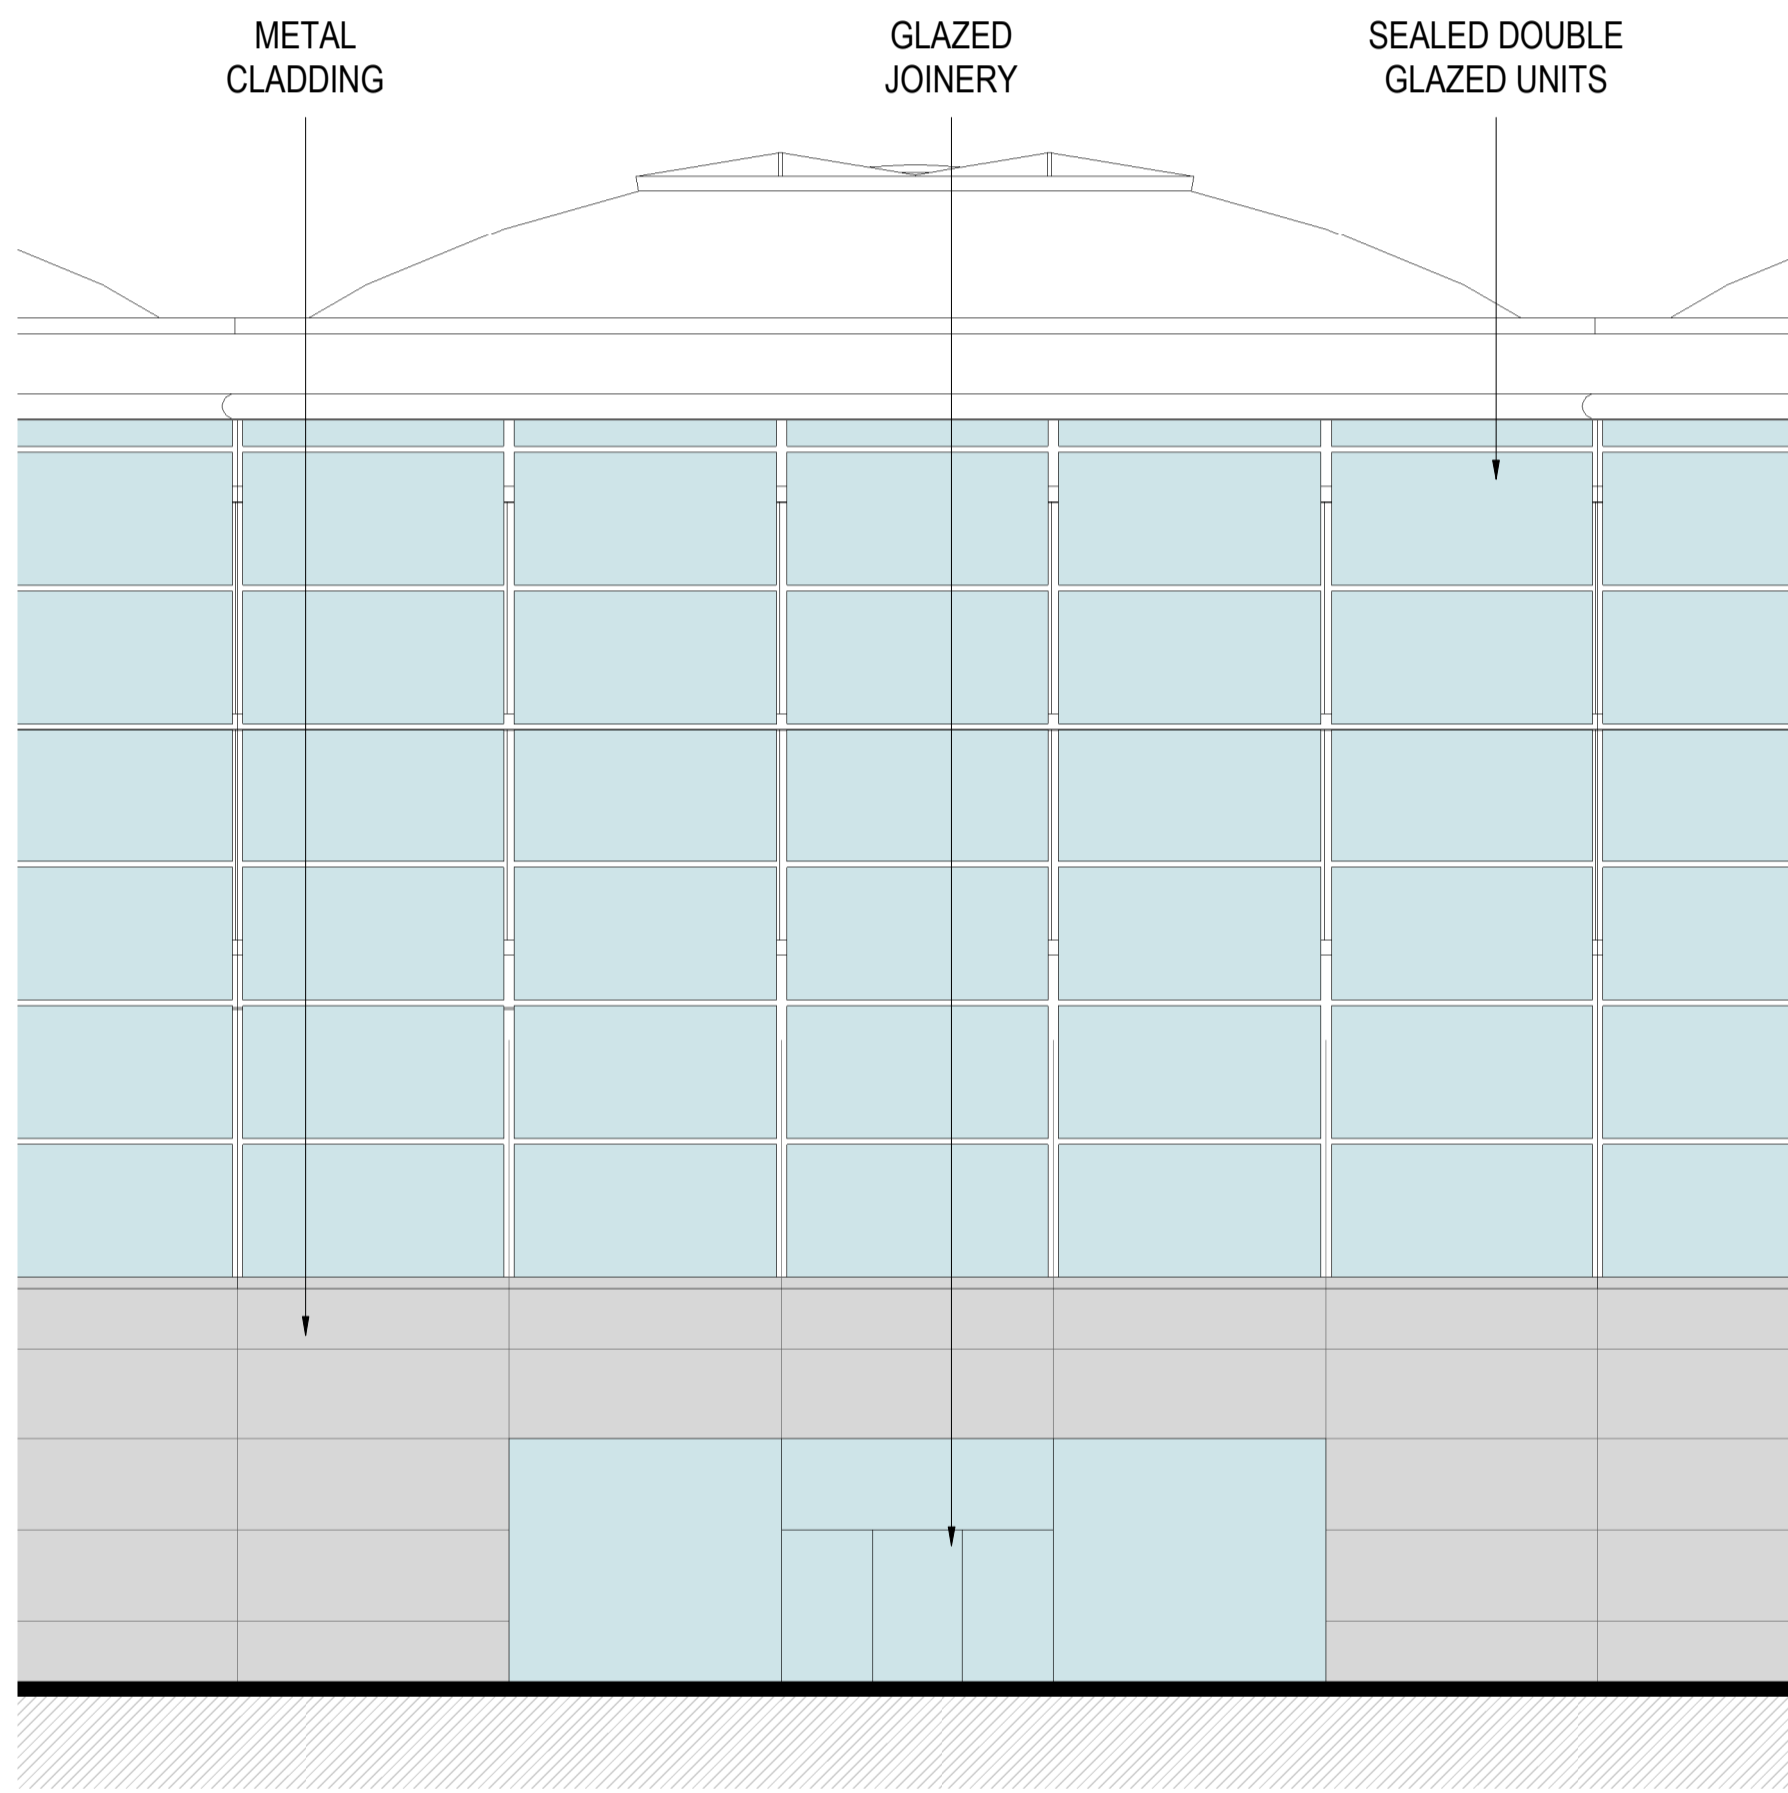 METAL
CLADDING
GLAZED
JOINERY
SEALED DOUBLE
GLAZED UNITS